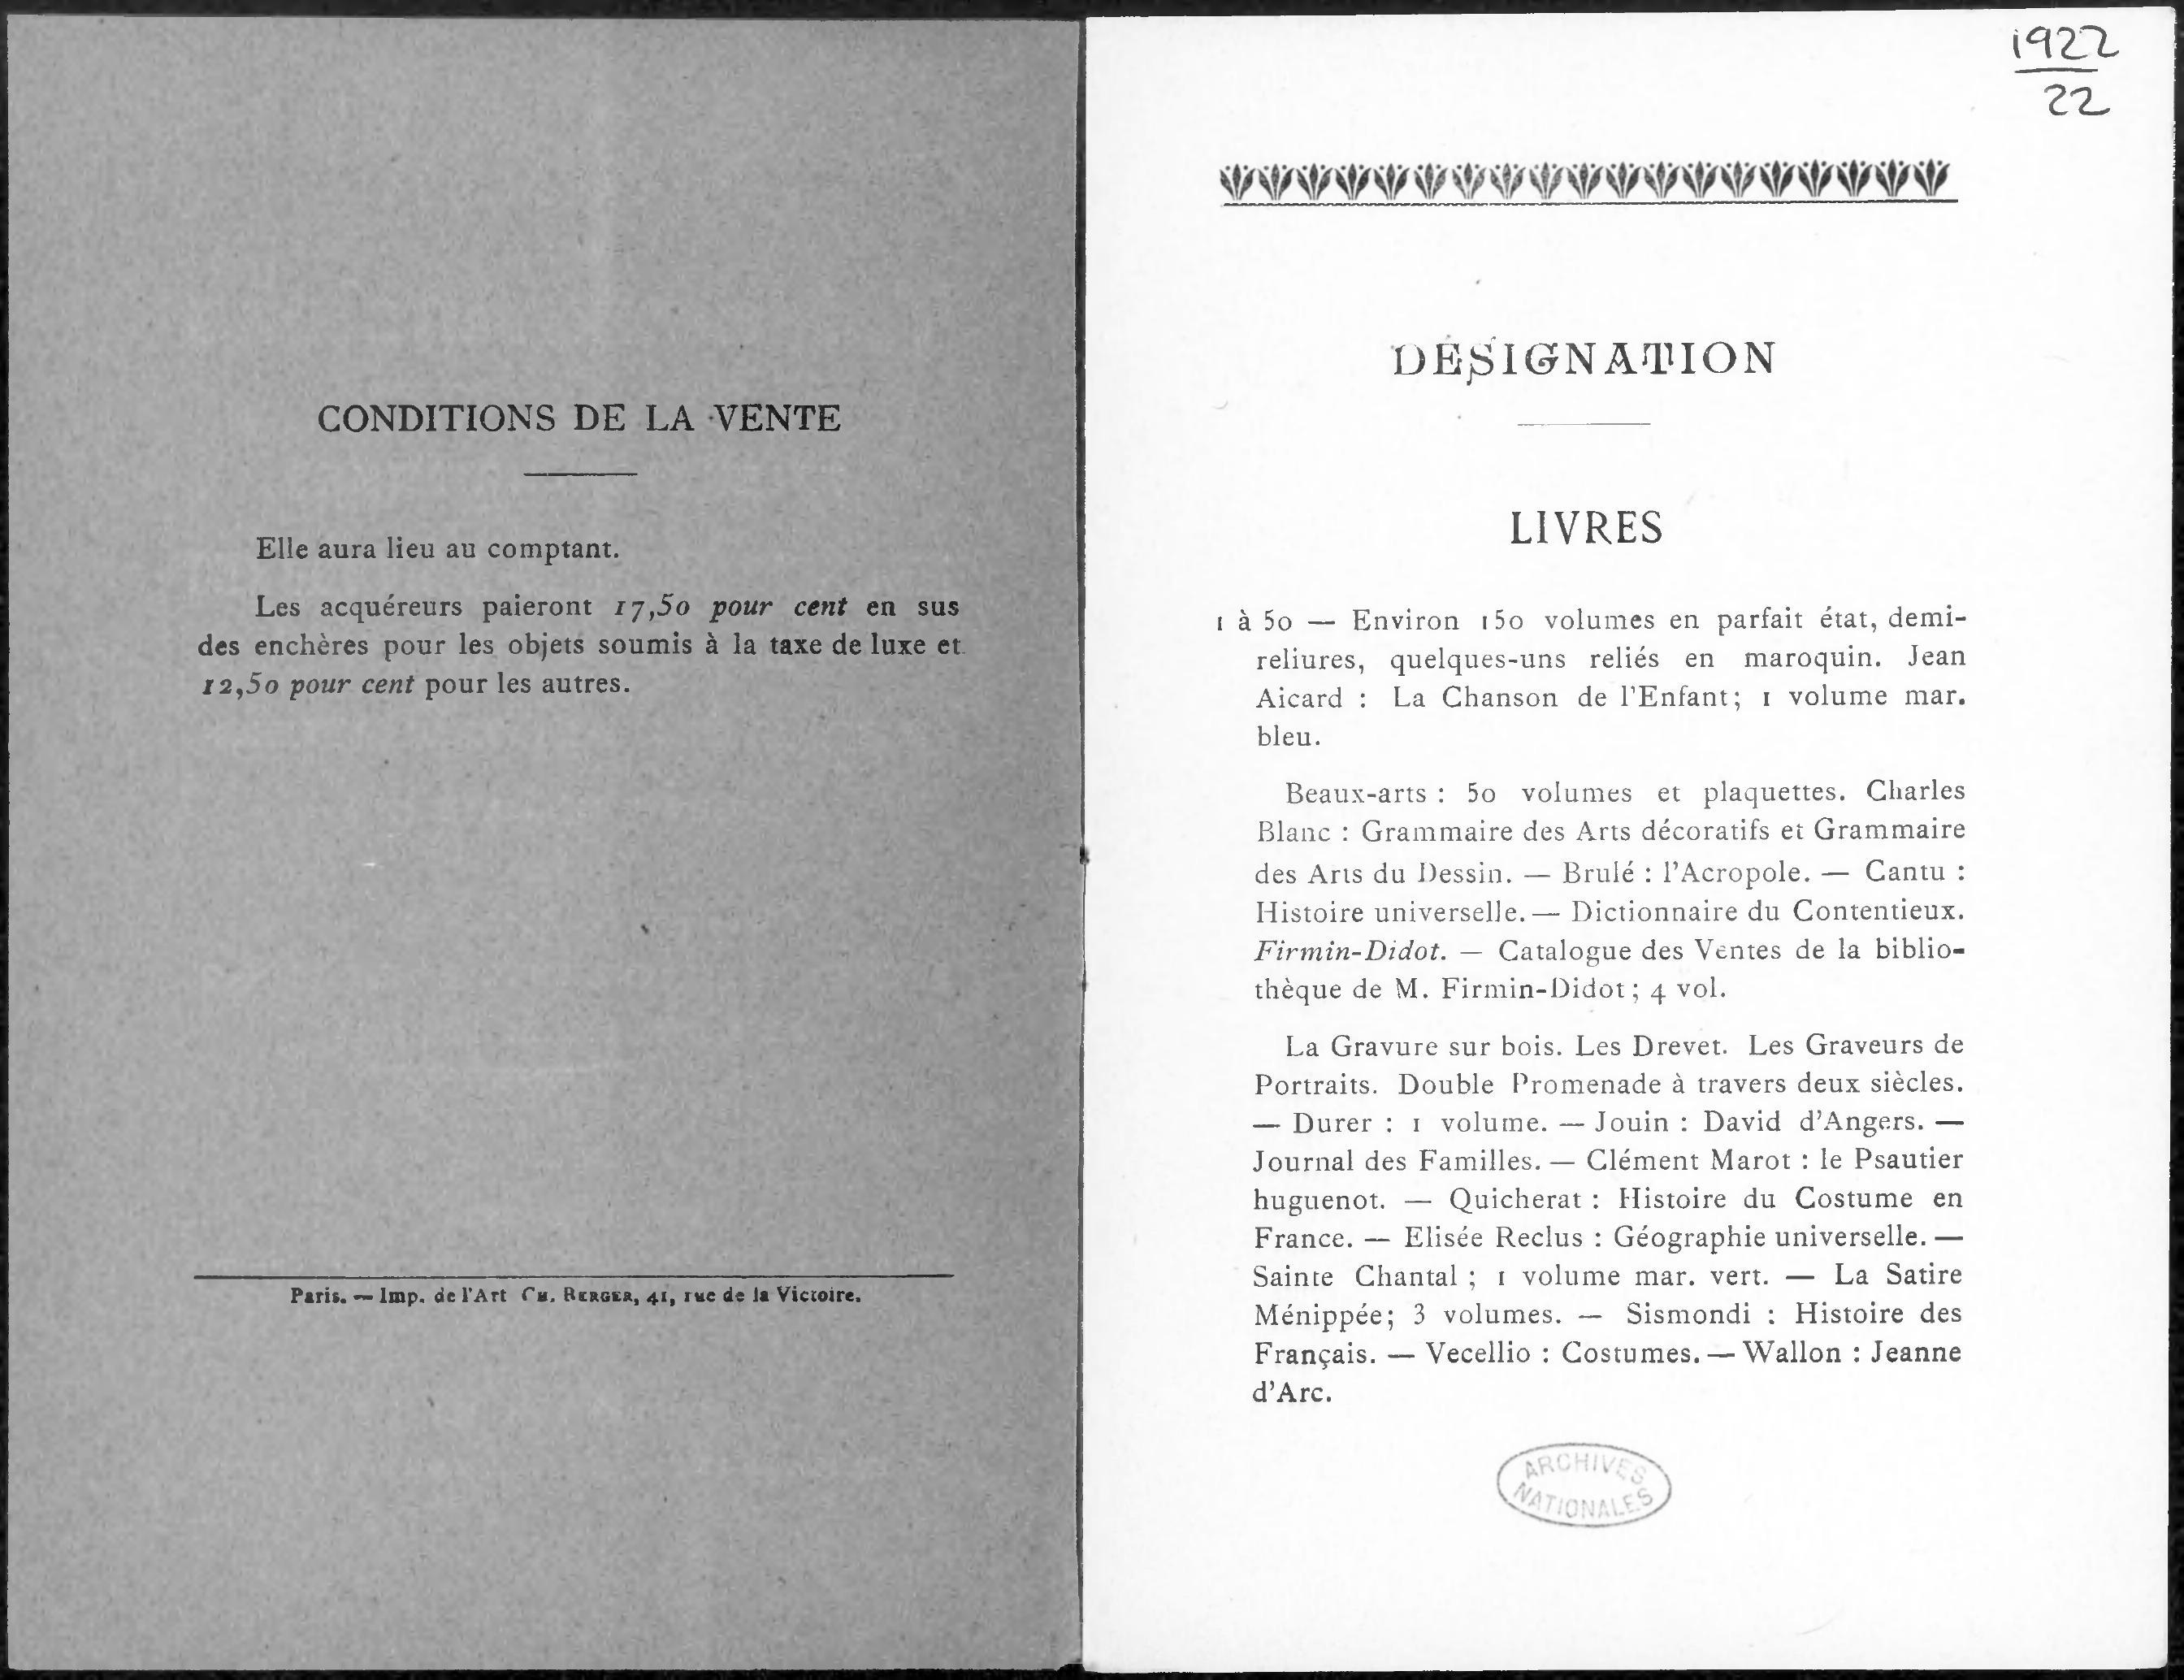 CONDITIONS DE LA VENTE
Elle aura lieu au comptant.
Les acquéreurs paieront 17,50 pour cent en sus
des enchères pour les objets soumis à la taxe de luxe et
12,50 pour cent pour les autres.
Paris. — Imp. de l'Art CH. BERGER, 41, rue de la Victoire.
1922
22
DÉSIGNATION
LIVRES
1 à 50 — Environ 150 volumes en parfait état, demi-
reliures, quelques-uns reliés en maroquin. Jean
Aicard : La Chanson de l'Enfant; 1 volume mar.
bleu.
Beaux-arts : 50 volumes et plaquettes. Charles
Blanc : Grammaire des Arts décoratifs et Grammaire
des Arts du Dessin. — Brulé : l'Acropole. — Cantu :
Histoire universelle. — Dictionnaire du Contentieux.
Firmin-Didot. — Catalogue des Ventes de la biblio-
thèque de M. Firmin-Didot; 4 vol.
La Gravure sur bois. Les Drevet. Les Graveurs de
Portraits. Double Promenade à travers deux siècles.
— Durer : 1 volume. — Jouin : David d'Angers. —
Journal des Familles. — Clément Marot : le Psautier
huguenot. — Quicherat : Histoire du Costume en
France. — Elisée Reclus : Géographie universelle. —
Sainte Chantal ; 1 volume mar. vert. — La Satire
Ménippée; 3 volumes. — Sismondi : Histoire des
Français. — Vecellio : Costumes. — Wallon : Jeanne
d'Arc.
ARCHIVES
NATIONALES